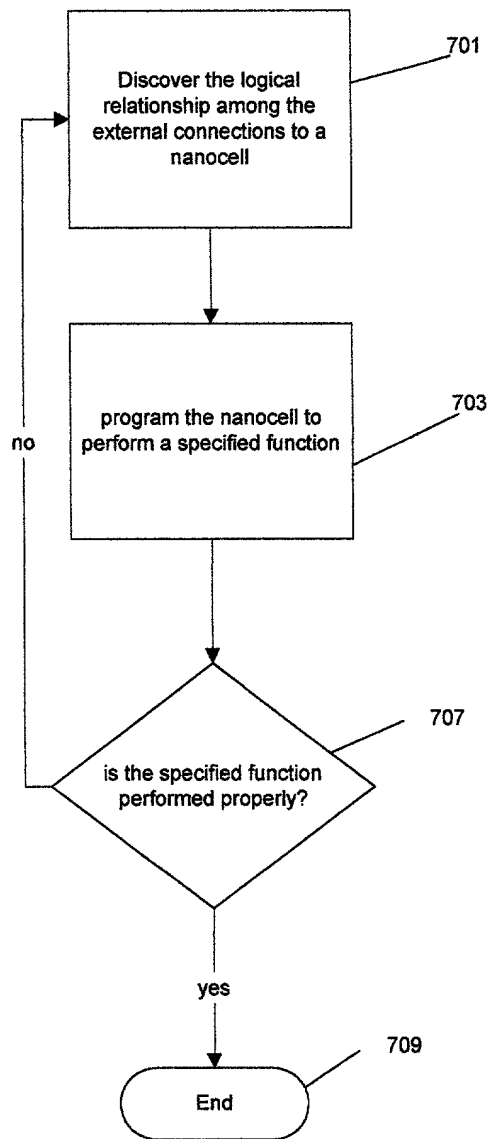 701
Discover the logical
relationship among the
external connections to a
nanocell
703
program the nanocell to
perform a specified function
no
707
is the specified function
performed properly?
yes
709
End